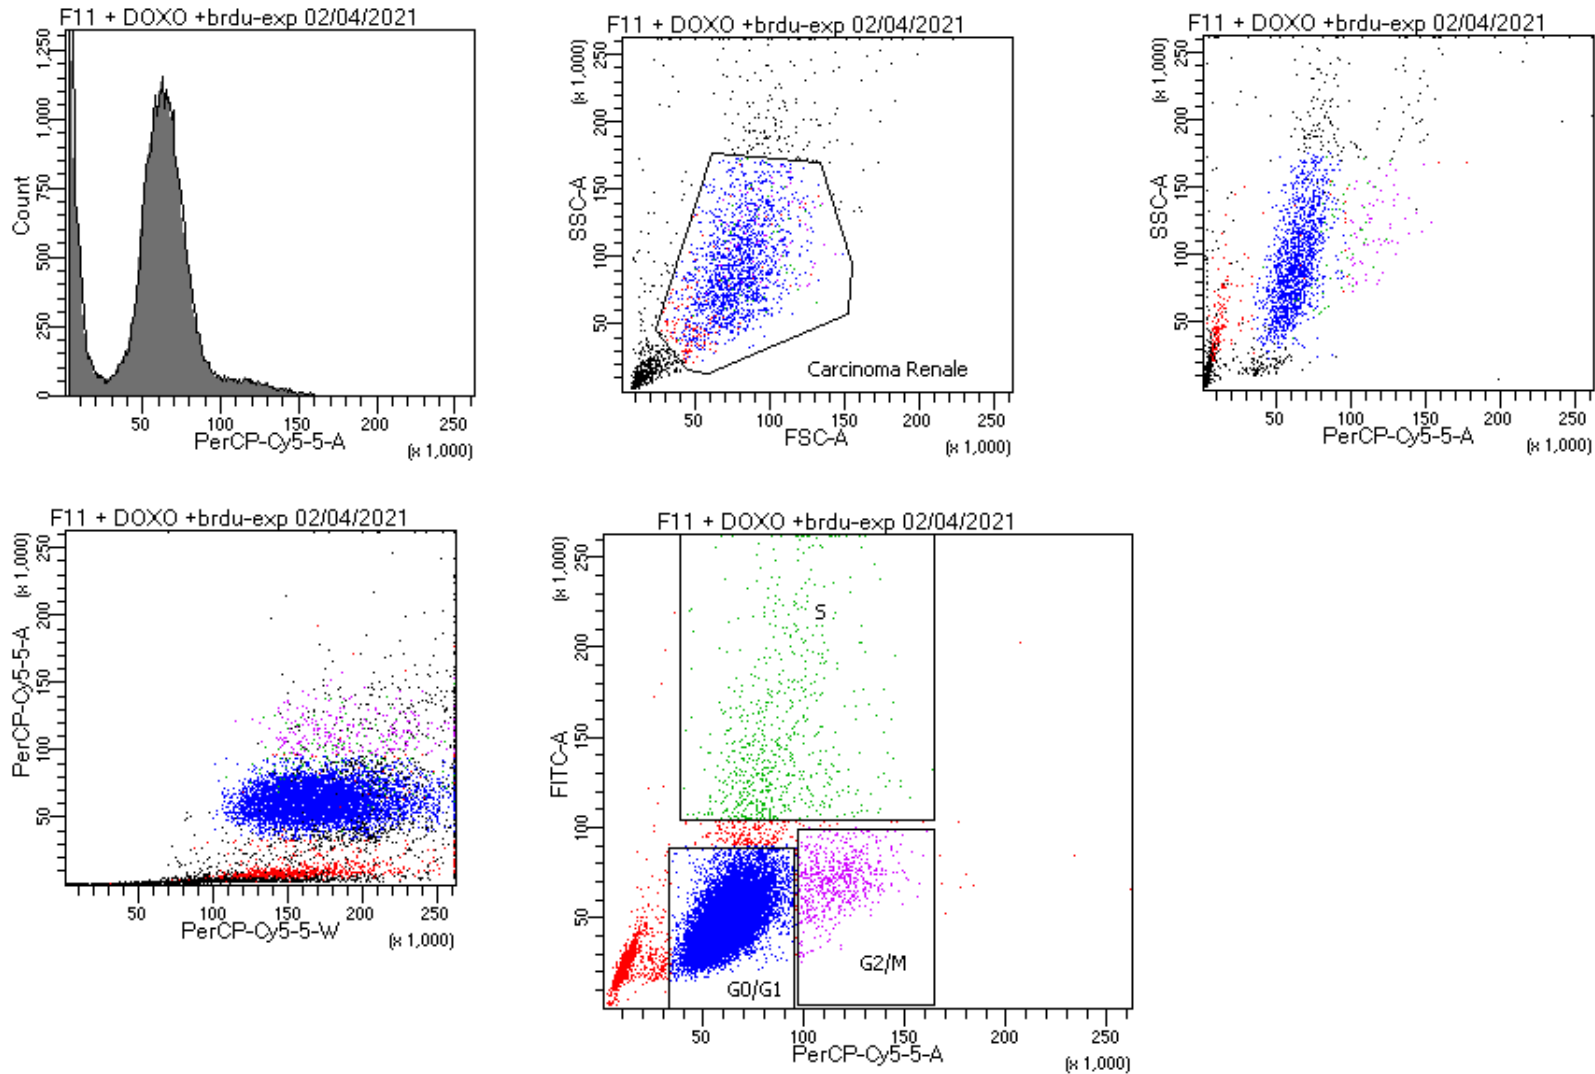 F11 + DOXO +brdu-exp 02/04/2021
Count
0 250 500 750 1,000 1,250
50 100 150 200 250
PerCP-Cy5-5-A
(x 1,000)
F11 + DOXO +brdu-exp 02/04/2021
SSC-A
(x 1,000)
50 100 150 200 250
Carcinoma Renale
50 100 150 200 250
FSC-A
(x 1,000)
F11 + DOXO +brdu-exp 02/04/2021
SSC-A
(x 1,000)
50 100 150 200 250
50 100 150 200 250
PerCP-Cy5-5-A
(x 1,000)
F11 + DOXO +brdu-exp 02/04/2021
PerCP-Cy5-5-A
(x 1,000)
50 100 150 200 250
50 100 150 200 250
PerCP-Cy5-5-W
(x 1,000)
F11 + DOXO +brdu-exp 02/04/2021
FITC-A
(x 1,000)
50 100 150 200 250
S
G2/M
G0/G1
50 100 150 200 250
PerCP-Cy5-5-A
(x 1,000)